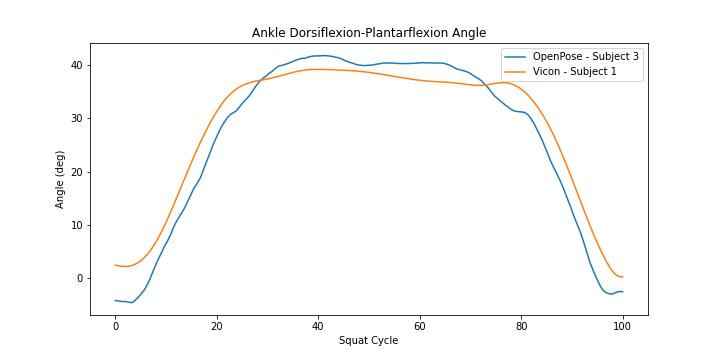 Ankle Dorsiflexion-Plantarflexion Angle
OpenPose - Subject 3
Vicon - Subject 1
40
30
20
10
0
Angle (deg)
0 20 40 60 80 100
Squat Cycle